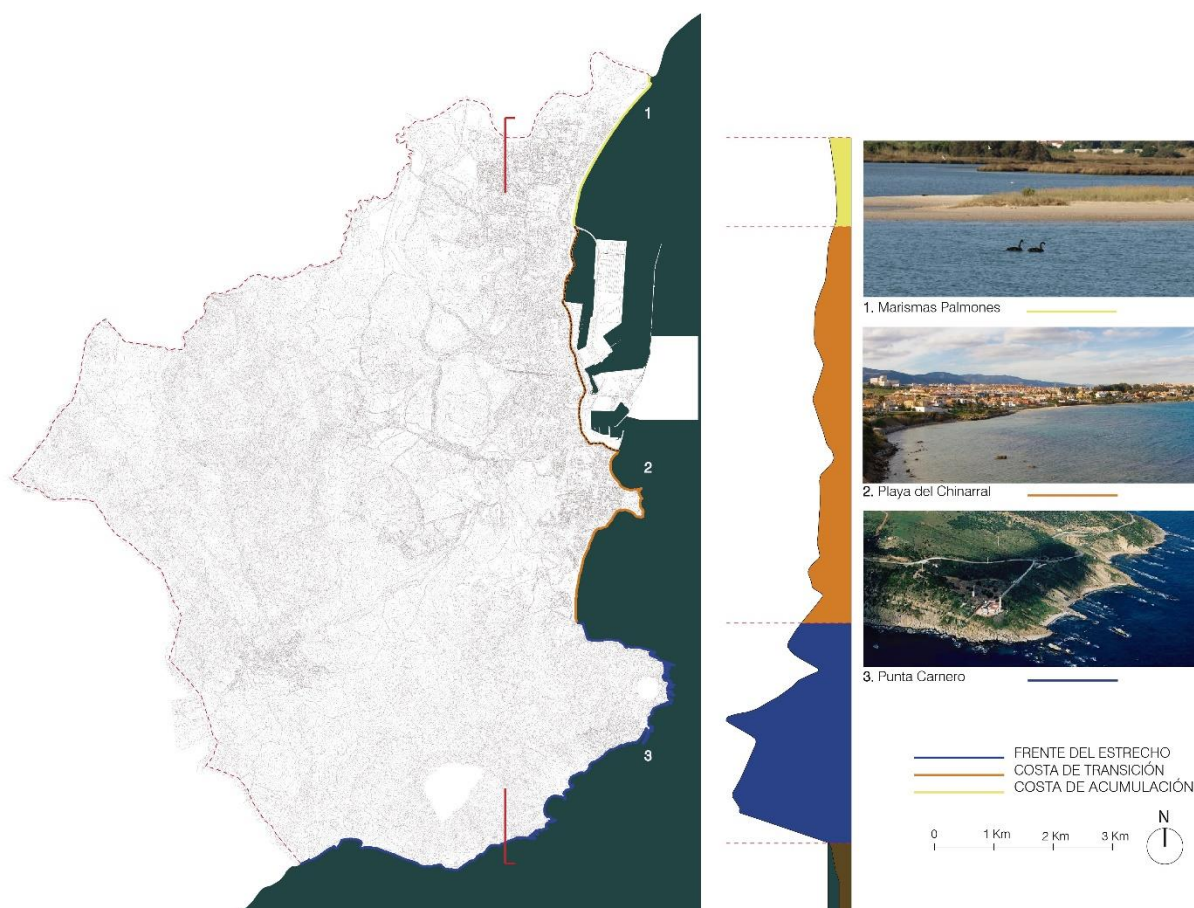 1
2
3
1. Marismas Palmones
2. Playa del Chinarral
3. Punta Carnero
FRENTE DEL ESTRECHO
COSTA DE TRANSICIÓN
COSTA DE ACUMULACIÓN
N
0 1 Km 2 Km 3 Km